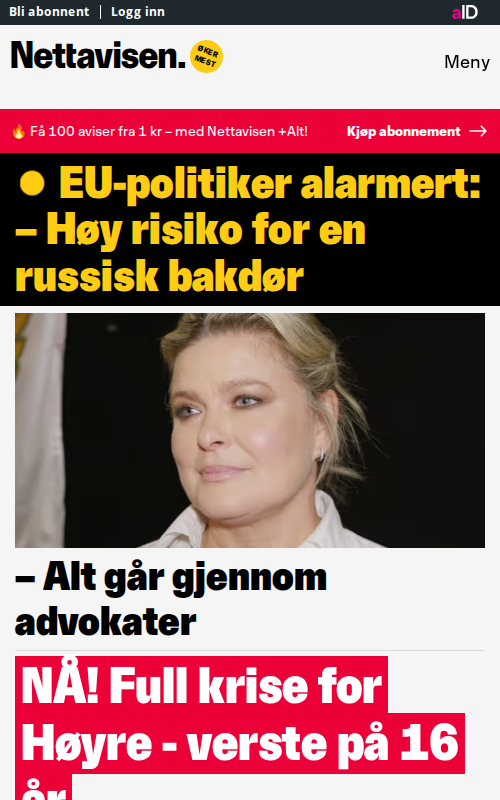 Bli abonnent | Logg inn
aID
Nettavisen.
ØKER
MEST
Meny
🔥 Få 100 aviser fra 1 kr – med Nettavisen +Alt!
Kjøp abonnement →
EU-politiker alarmert:
– Høy risiko for en
russisk bakdør
– Alt går gjennom
advokater
NÅ! Full krise for
Høyre - verste på 16
år